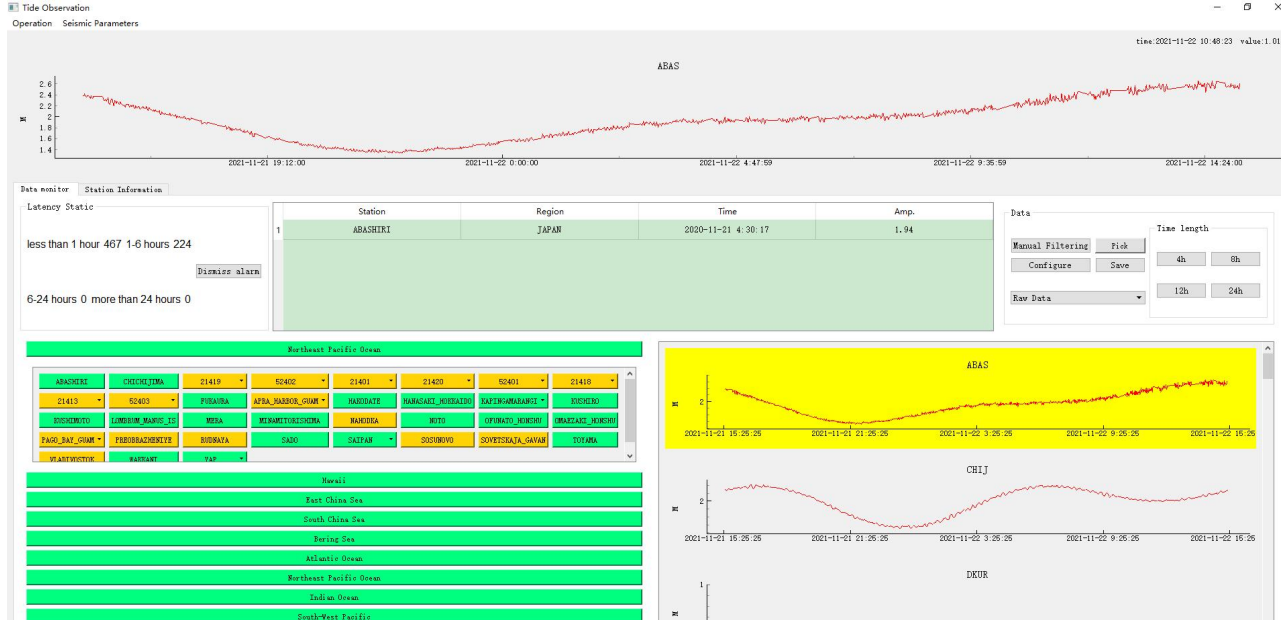 Tide Observation
Operation Seismic Parameters
time:2021-11-22 10:48:23 value:1.01
ABAS
2.6
2.4
2.2
2
1.8
1.6
1.4
M
2021-11-21 19:12:00 2021-11-22 0:00:00 2021-11-22 4:47:59 2021-11-22 9:35:59 2021-11-22 14:24:00
Data monitor Station Information
Latency Static
less than 1 hour 467 1-6 hours 224
Dismiss alarm
6-24 hours 0 more than 24 hours 0
Station Region Time Amp.
1 ABASHIRI JAPAN 2020-11-21 4:30:17 1.94
Data
Manual Filtering Pick
Configure Save
Raw Data
Time length
4h 8h
12h 24h
Northeast Pacific Ocean
ABASHIRI CHICHIJIMA 21419 52402 21401 21420 52401 21418
21413 52403 FUKAURA APRA_HARBOR_GUAM HAKODATE HANASAKI_HOKKAIDO KAPINGAMARANGI KUSHIRO
KUSHIMOTO LOMBRUM_MANUS_IS MERA MINAMITORISHIMA NAHODKA NOTO OFUNATO_HONSHU OMAEZAKI_HONSHU
PAGO_BAY_GUAM PREOBRAZHENIYE RUDNAYA SADO SAIPAN SOSUNOVO SOVETSKAJA_GAVAN TOYAMA
VLADIVOSTOK WAKKANI YAP
Hawaii
East China Sea
South China Sea
Bering Sea
Atlantic Ocean
Northeast Pacific Ocean
Indian Ocean
South-West Pacific
ABAS
M
2
2021-11-21 15:25:25 2021-11-21 21:25:25 2021-11-22 3:25:25 2021-11-22 9:25:25 2021-11-22 15:25
CHIJ
M
2
2021-11-21 15:25:25 2021-11-21 21:25:25 2021-11-22 3:25:25 2021-11-22 9:25:25 2021-11-22 15:25
DKUR
1
M